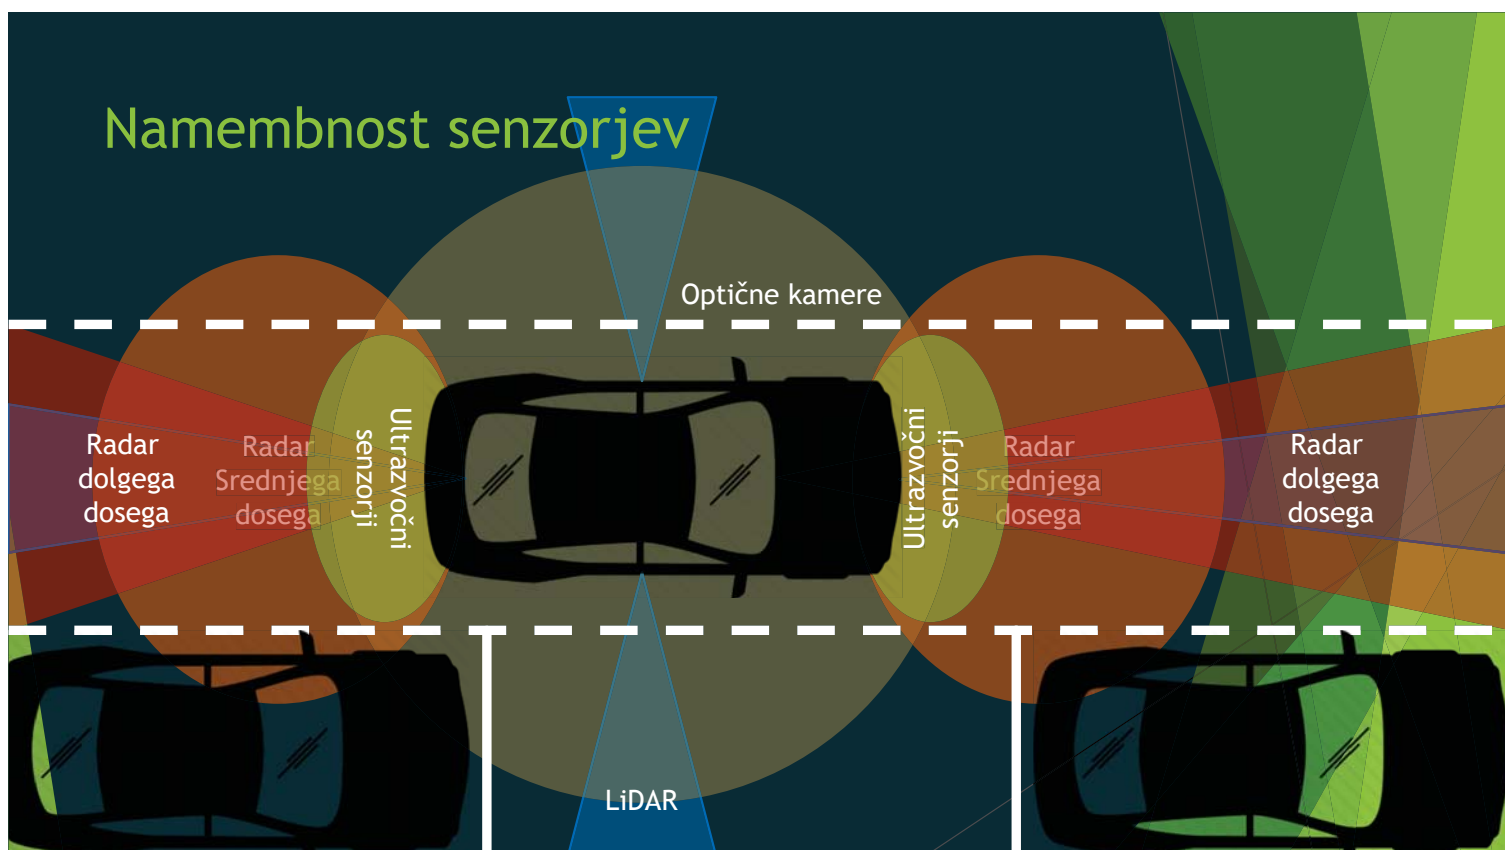 Namembnost senzorjev
Optične kamere
Radar
dolgega
dosega
Radar
Srednjega
dosega
Ultrazvočni
senzorji
Ultrazvočni
senzorji
Radar
Srednjega
dosega
Radar
dolgega
dosega
LiDAR